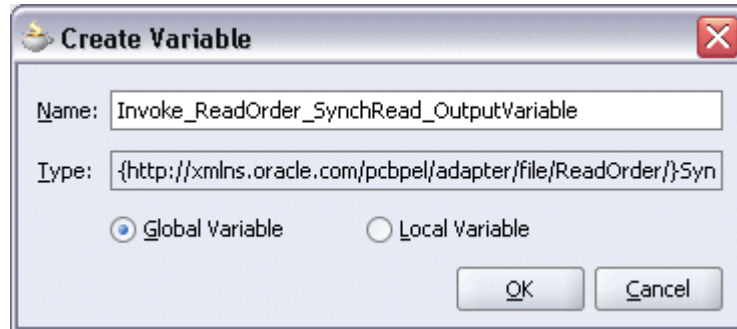 Create Variable
Name: Invoke_ReadOrder_SynchRead_OutputVariable
Type: {http://xmlns.oracle.com/pcbpel/adapter/file/ReadOrder/}Syn
Global Variable Local Variable
OK Cancel